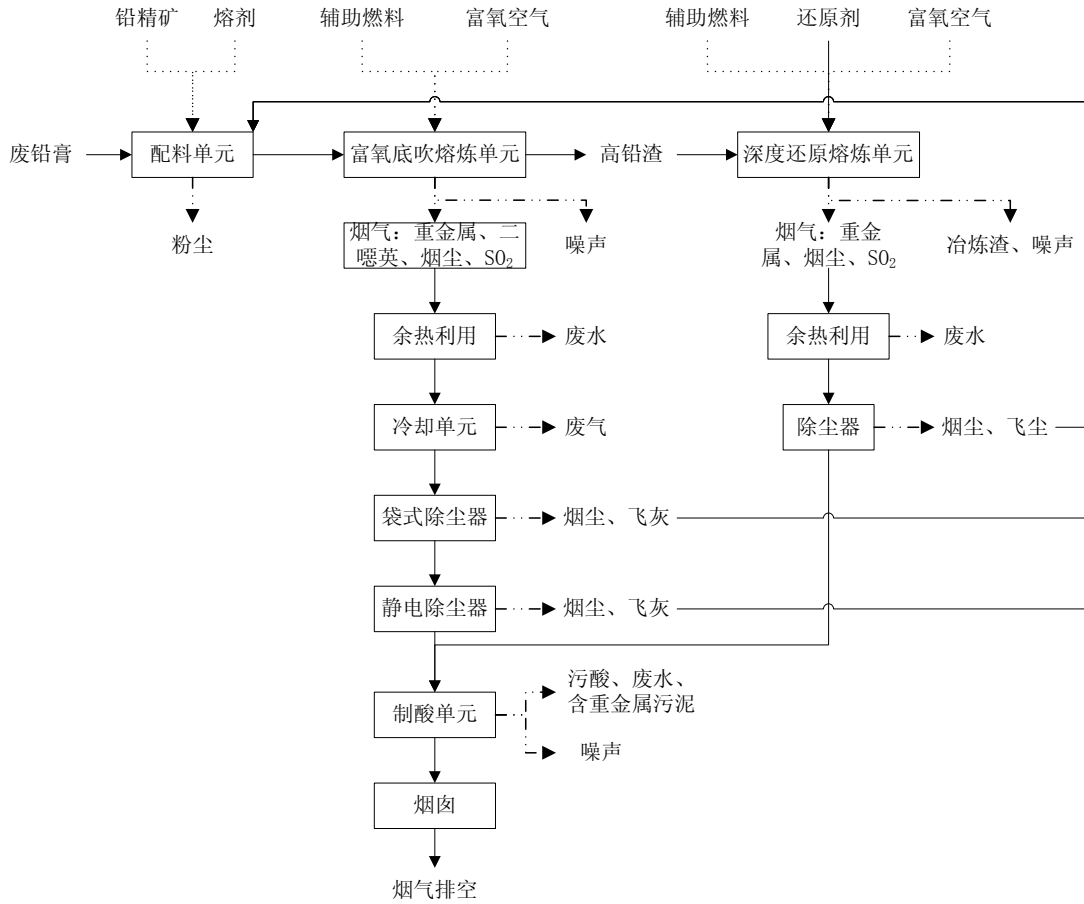 铅精矿 熔剂 辅助燃料 富氧空气 辅助燃料 还原剂 富氧空气
废铅膏 配料单元 富氧底吹熔炼单元 高铅渣 深度还原熔炼单元
粉尘
烟气：重金属、二
噁英、烟尘、SO₂
噪声
烟气：重金
属、烟尘、SO₂
冶炼渣、噪声
余热利用 废水 余热利用 废水
冷却单元 废气 除尘器 烟尘、飞尘
袋式除尘器 烟尘、飞灰
静电除尘器 烟尘、飞灰
污酸、废水、
含重金属污泥
制酸单元
噪声
烟囱
烟气排空